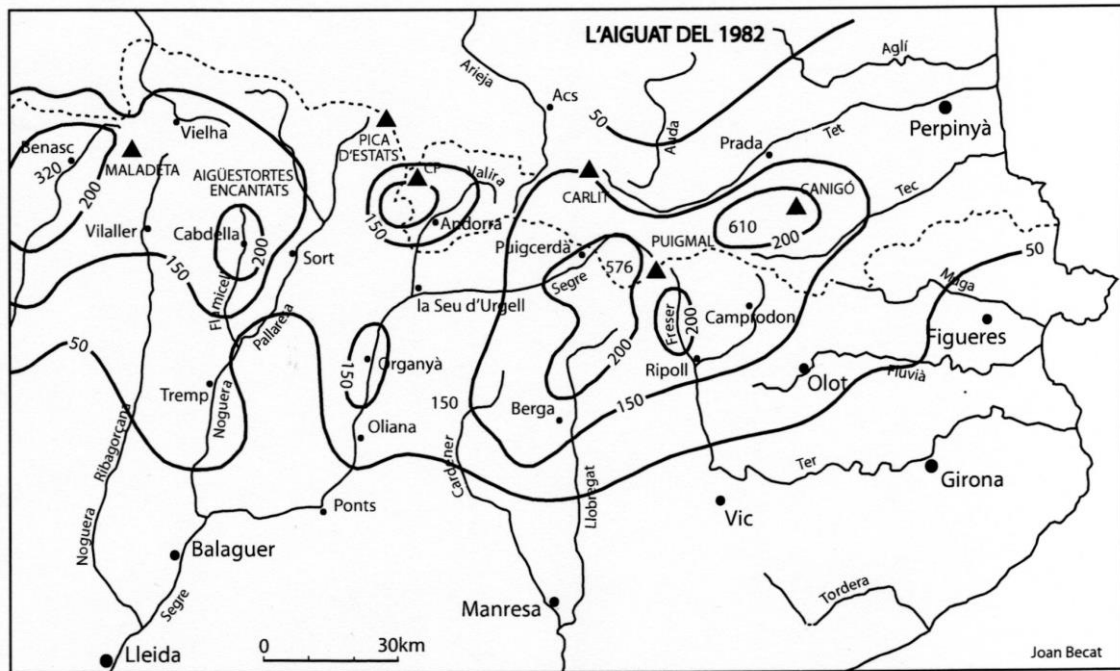 L'AIGUAT DEL 1982
Aglí
Arieja
Acs
50
Auda
Perpinyà
Vielha
PICA
D'ESTATS
Prada
Tet
Benasc
320
MALADETA
200
AIGÜESTORTES
ENCANTATS
CP
Valira
CARLIT
CANIGÓ
Tec
150
Andorra
610
200
Vilaller
Cabdella
200
Sort
Puigcerdà
PUIGMAL
576
Segre
50
150
Flamicell
la Seu d'Urgell
Freser
200
Camprodon
Muga
Figueres
Pallaresa
50
150
Organyà
200
Ripoll
Olot
Fluvià
Tremp
Noguera
150
Berga
150
Oliana
Ribagorçana
Cardener
Llobregat
Ter
Girona
Ponts
Vic
Noguera
Balaguer
Segre
Manresa
Tordera
Lleida
0 30km
Joan Becat